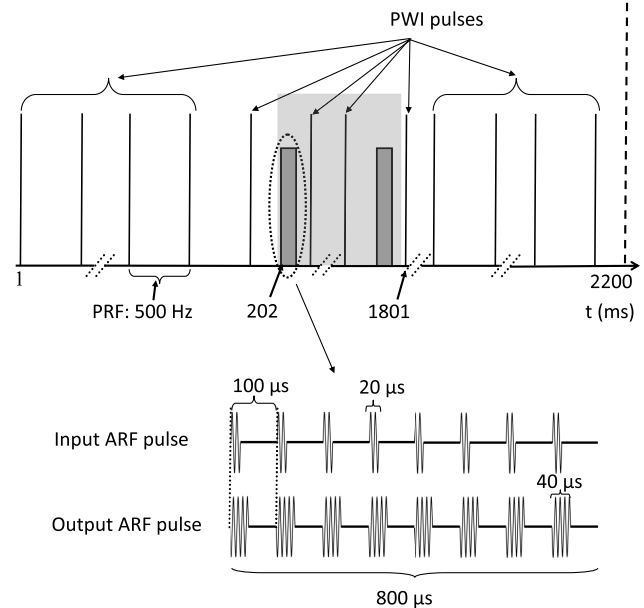 PWI pulses
1
PRF: 500 Hz
202
1801
2200
t (ms)
100 µs
20 µs
Input ARF pulse
40 µs
Output ARF pulse
800 µs